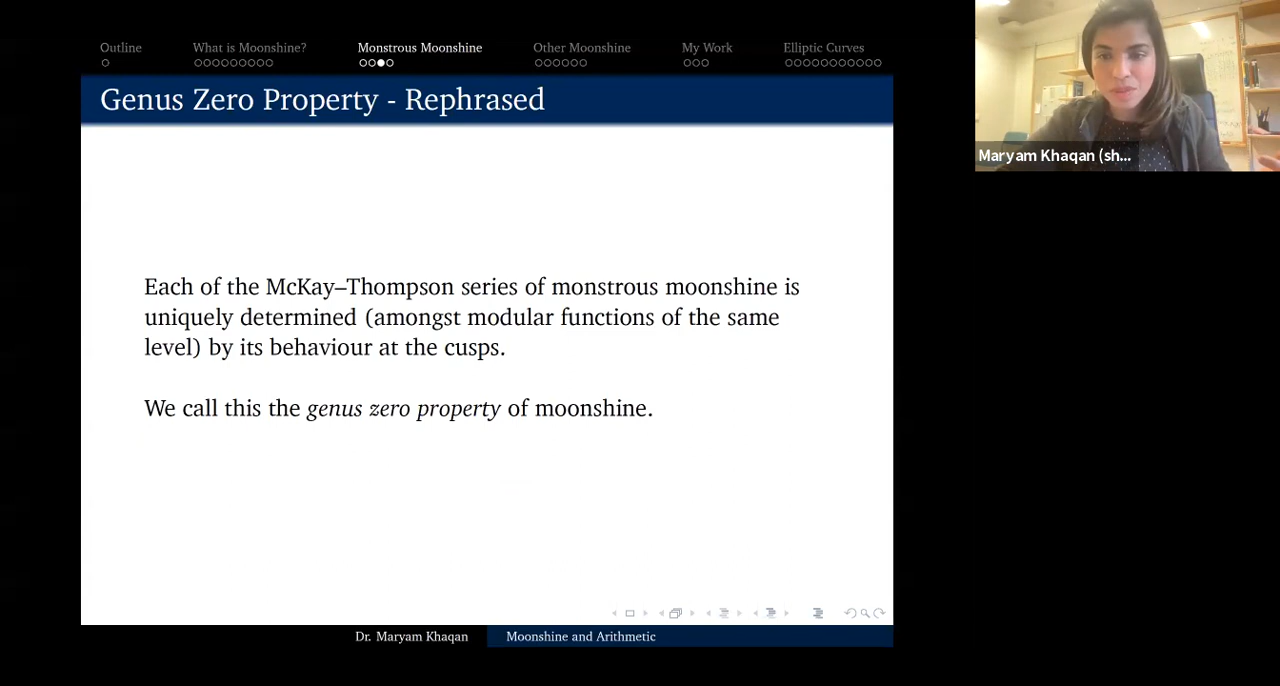 Outline
What is Moonshine?
Monstrous Moonshine
Other Moonshine
My Work
Elliptic Curves
Genus Zero Property - Rephrased
Maryam Khaqan (sh...
Each of the McKay–Thompson series of monstrous moonshine is
uniquely determined (amongst modular functions of the same
level) by its behaviour at the cusps.
We call this the genus zero property of moonshine.
Dr. Maryam Khaqan
Moonshine and Arithmetic